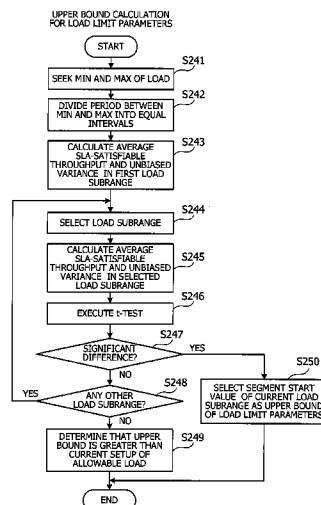 UPPER BOUND CALCULATION
FOR LOAD LIMIT PARAMETERS
START
S241
SEEK MIN AND MAX OF LOAD
S242
DIVIDE PERIOD BETWEEN
MIN AND MAX INTO EQUAL
INTERVALS
S243
CALCULATE AVERAGE
SLA-SATISFIABLE
THROUGHPUT AND UNBIASED
VARIANCE IN FIRST LOAD
SUBRANGE
S244
SELECT LOAD SUBRANGE
S245
CALCULATE AVERAGE
SLA-SATISFIABLE
THROUGHPUT AND UNBIASED
VARIANCE IN SELECTED
LOAD SUBRANGE
S246
EXECUTE t-TEST
S247
SIGNIFICANT
DIFFERENCE?
YES
NO
S248
ANY OTHER
LOAD SUBRANGE?
YES
NO
S249
DETERMINE THAT UPPER
BOUND IS GREATER THAN
CURRENT SETUP OF
ALLOWABLE LOAD
S250
SELECT SEGMENT START
VALUE OF CURRENT LOAD
SUBRANGE AS UPPER BOUND
OF LOAD LIMIT PARAMETERS
END